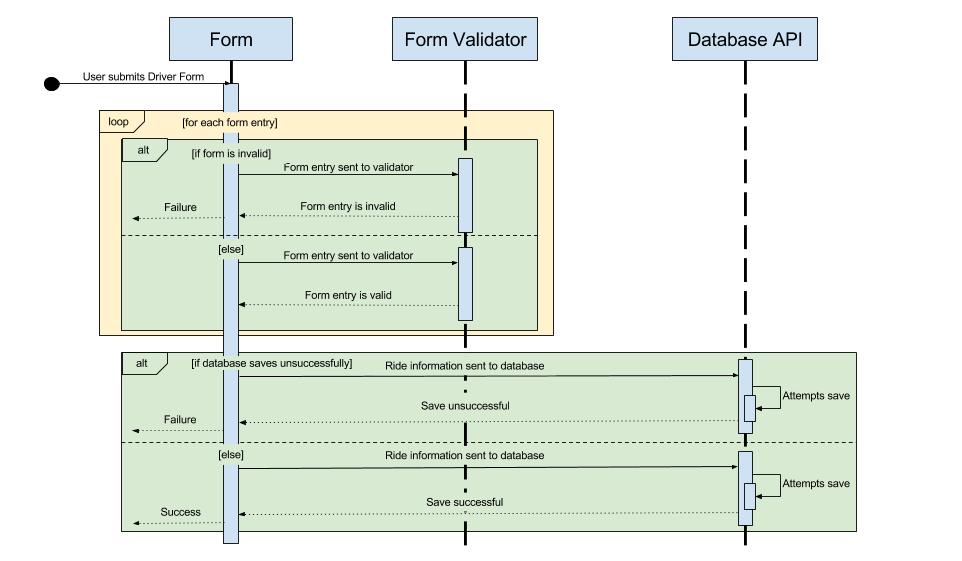 Form
Form Validator
Database API
User submits Driver Form
loop
[for each form entry]
alt
[if form is invalid]
Form entry sent to validator
Form entry is invalid
Failure
[else]
Form entry sent to validator
Form entry is valid
alt
[if database saves unsuccessfully]
Ride information sent to database
Attempts save
Save unsuccessful
Failure
[else]
Ride information sent to database
Attempts save
Save successful
Success